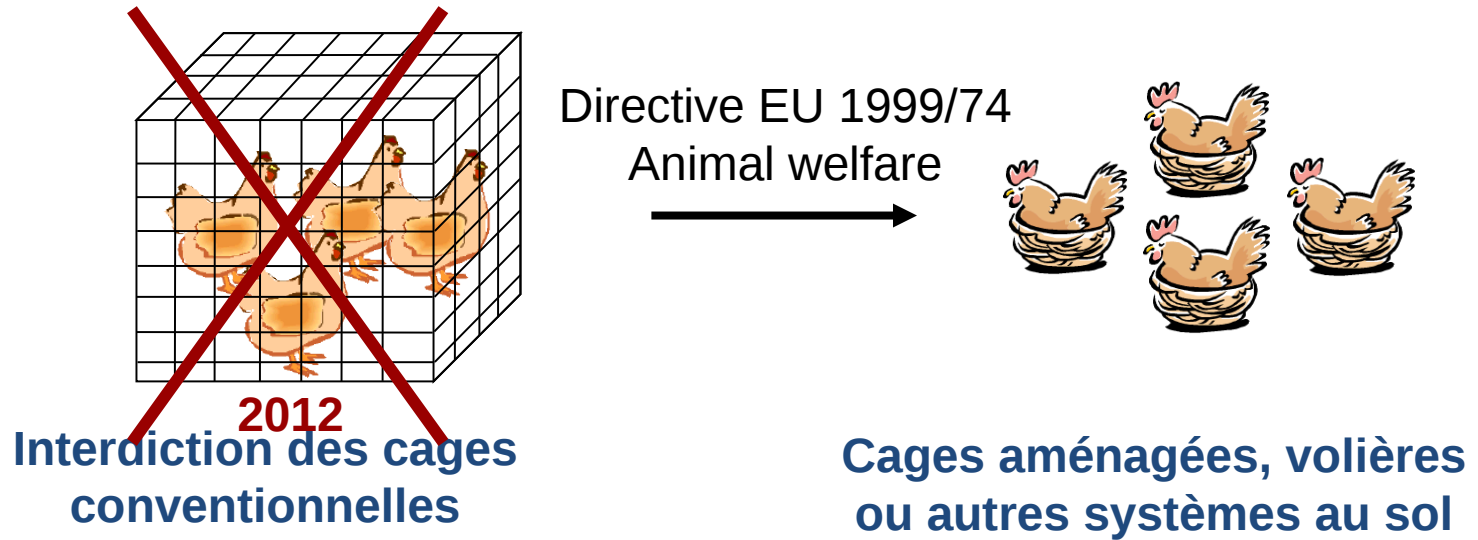 Directive EU 1999/74
Animal welfare
2012
Interdiction des cages
conventionnelles
Cages aménagées, volières
ou autres systèmes au sol